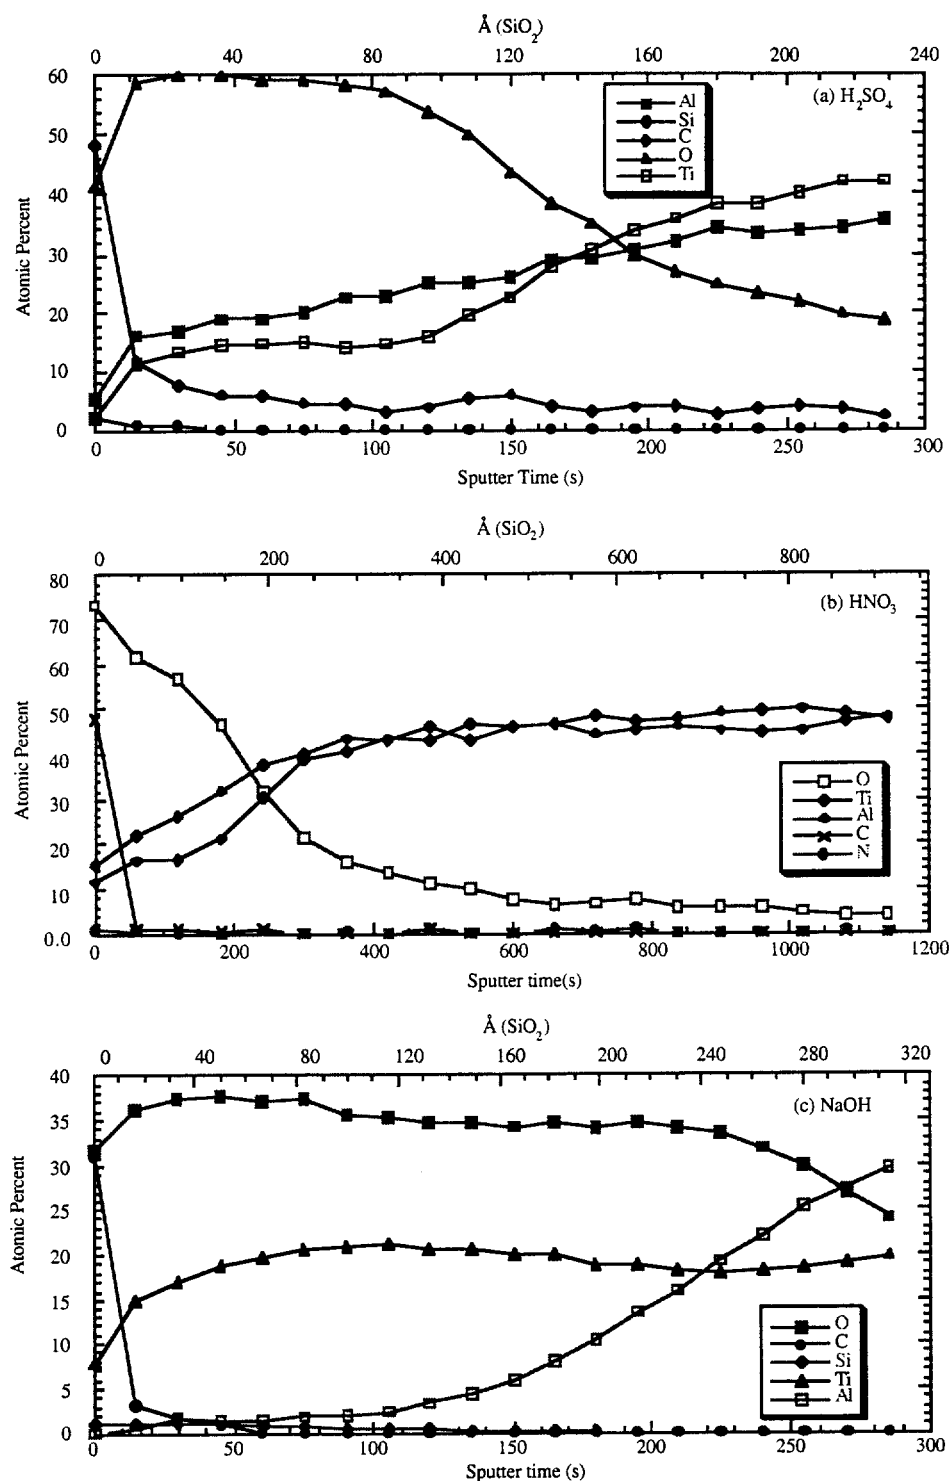 Å (SiO2)
0 40 80 120 160 200 240
60
50
40
30
20
10
0
Atomic Percent
(a) H2SO4
Al
Si
C
O
Ti
0 50 100 150 200 250 300
Sputter Time (s)
Å (SiO2)
0 200 400 600 800
80
70
60
50
40
30
20
10
0.0
Atomic Percent
(b) HNO3
O
Ti
Al
C
N
0 200 400 600 800 1000 1200
Sputter time(s)
Å (SiO2)
0 40 80 120 160 200 240 280 320
40
35
30
25
20
15
10
5
0
Atomic Percent
(c) NaOH
O
C
Si
Ti
Al
0 50 100 150 200 250 300
Sputter time (s)